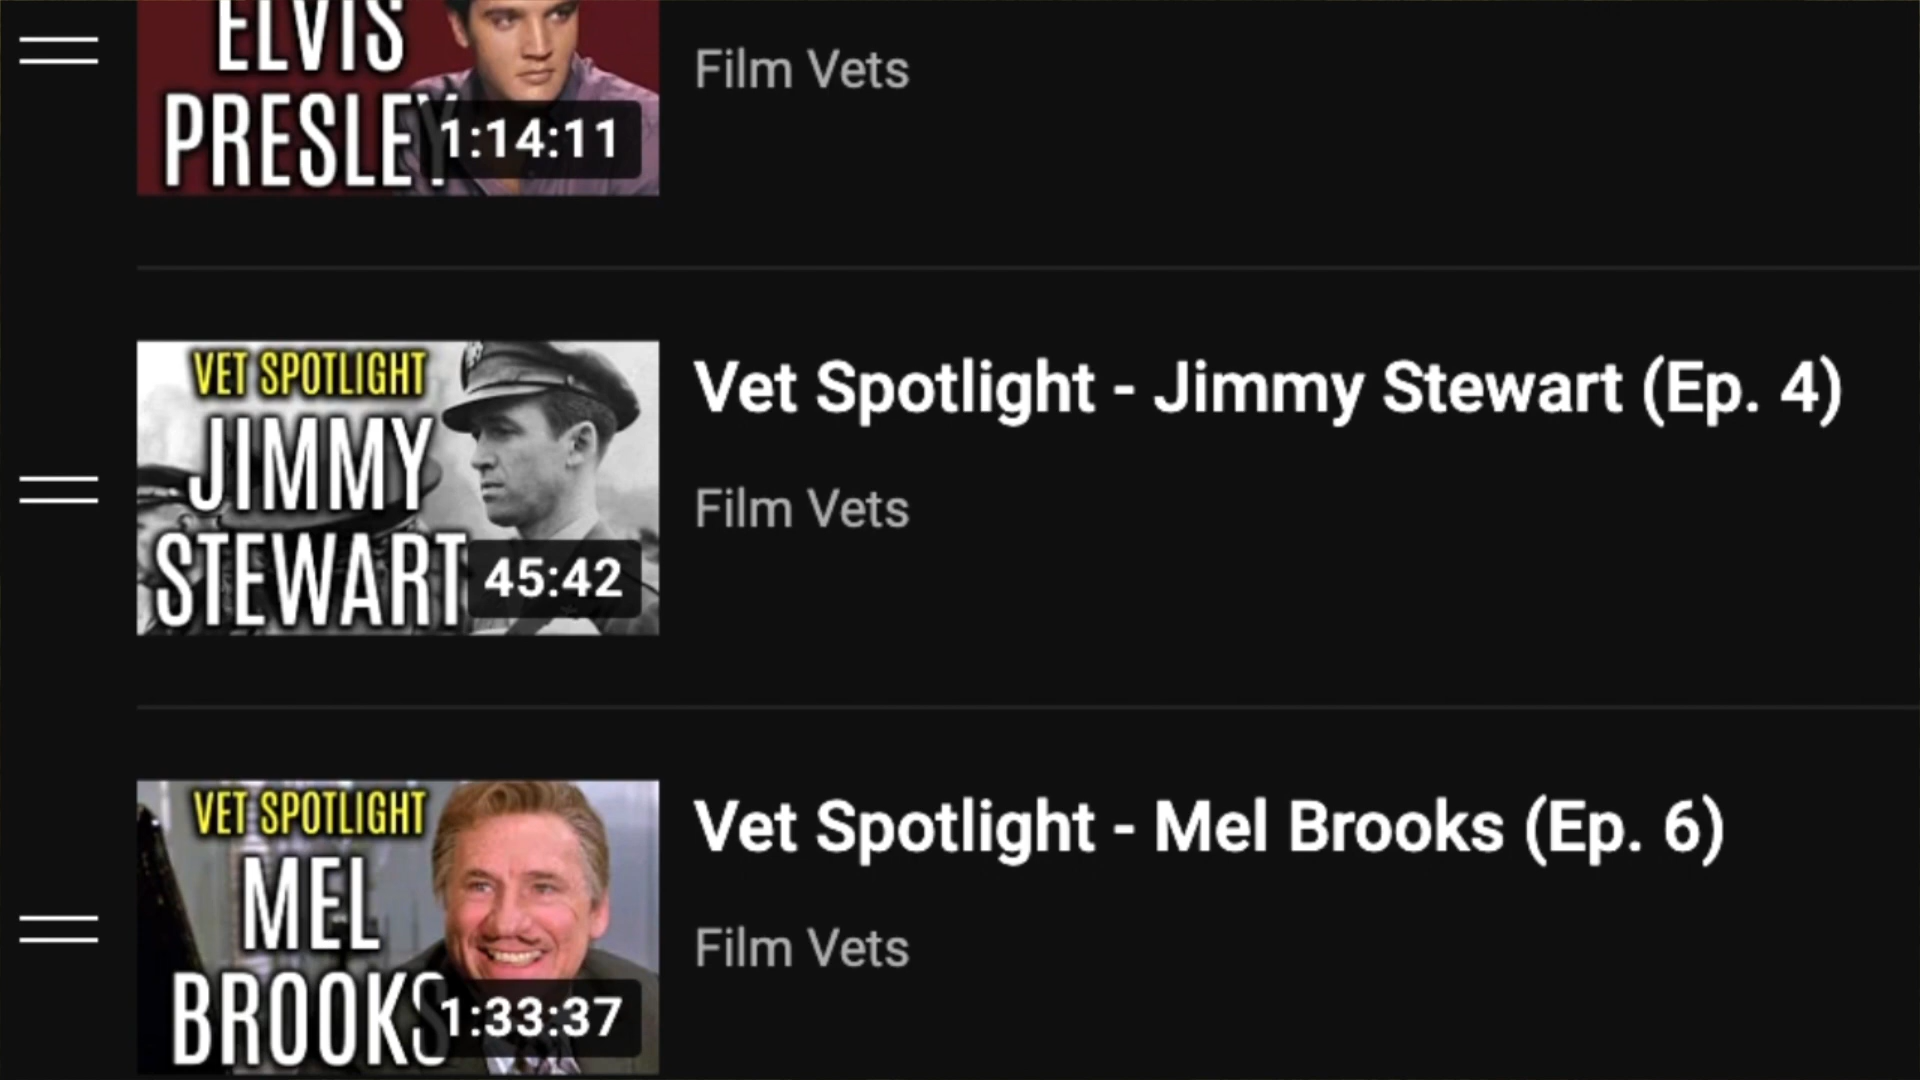 ELVIS
PRESLEY
1:14:11
Film Vets
VET SPOTLIGHT
JIMMY
STEWART
45:42
Vet Spotlight - Jimmy Stewart (Ep. 4)
Film Vets
VET SPOTLIGHT
MEL
BROOKS
1:33:37
Vet Spotlight - Mel Brooks (Ep. 6)
Film Vets